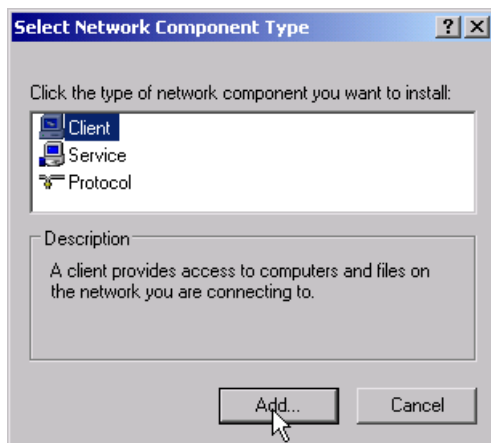 Select Network Component Type
Click the type of network component you want to install:
Client
Service
Protocol
Description
A client provides access to computers and files on
the network you are connecting to.
Add...
Cancel